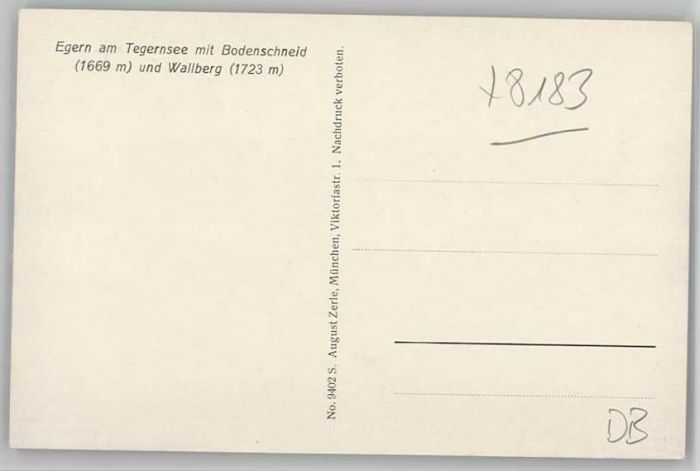 Egern am Tegernsee mit Bodenschneid
(1669 m) und Wallberg (1723 m)
No. 9402 S. August Zerle, München, Viktoriastr. 1. Nachdruck verboten.
x8183
DB